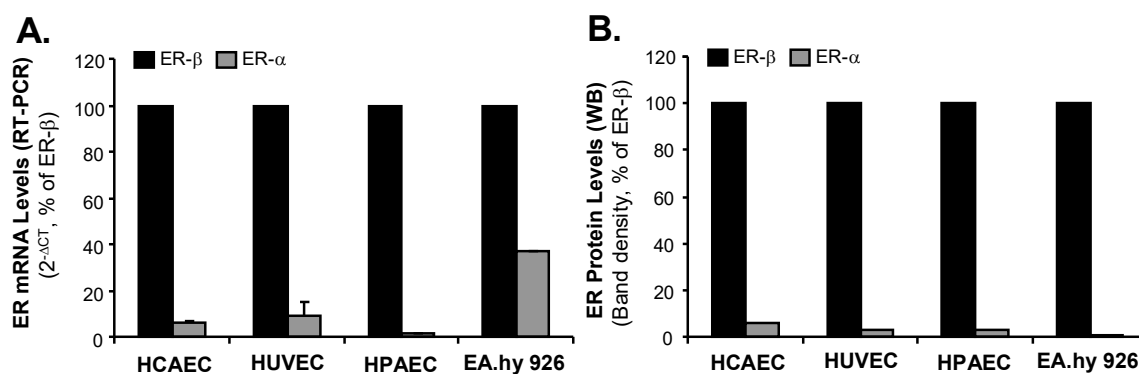 A.
ER-β ER-α
ER mRNA Levels (RT-PCR)
(2-ΔCT, % of ER-β)
120
100
80
60
40
20
0
HCAEC HUVEC HPAEC EA.hy 926
B.
ER-β ER-α
ER Protein Levels (WB)
(Band density, % of ER-β)
120
100
80
60
40
20
0
HCAEC HUVEC HPAEC EA.hy 926